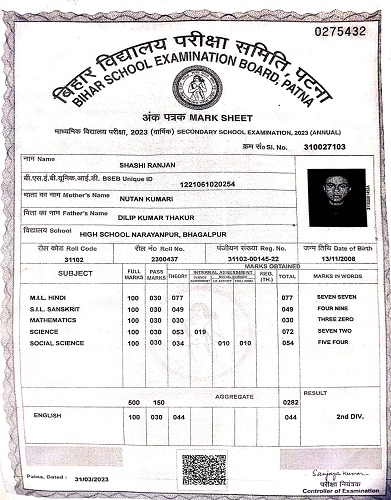 0275432
बिहार विद्यालय परीक्षा समिति, पटना
BIHAR SCHOOL EXAMINATION BOARD, PATNA
अंक पत्रक MARK SHEET
माध्यमिक विद्यालय परीक्षा, 2023 (वार्षिक) SECONDARY SCHOOL EXAMINATION, 2023 (ANNUAL)
क्रम सं० Sl. No. 310027103
नाम Name
SHASHI RANJAN
बी.एस.ई.बी.यूनिक.आई.डी. BSEB Unique ID
1221061020254
माता का नाम Mother's Name
NUTAN KUMARI
पिता का नाम Father's Name
DILIP KUMAR THAKUR
विद्यालय School HIGH SCHOOL NARAYANPUR, BHAGALPUR
रौल कोड Roll Code रौल नं० Roll No. पंजीयन संख्या Reg. No. जन्म तिथि Date of Birth
31102 2300437 31102-00145-22 13/11/2008
MARKS OBTAINED
SUBJECT FULL MARKS PASS MARKS THEORY INTERNAL ASSESSMENT REG. (TH.) TOTAL MARKS IN WORDS
M.I.L. HINDI 100 030 077 077 SEVEN SEVEN
S.I.L. SANSKRIT 100 030 049 049 FOUR NINE
MATHEMATICS 100 030 030 030 THREE ZERO
SCIENCE 100 030 053 019 072 SEVEN TWO
SOCIAL SCIENCE 100 030 034 010 010 054 FIVE FOUR
AGGREGATE RESULT
500 150 0282
ENGLISH 100 030 044 044 2nd DIV.
Patna, Dated : 31/03/2023
Sanjay Kumar
परीक्षा नियंत्रक
Controller of Examination